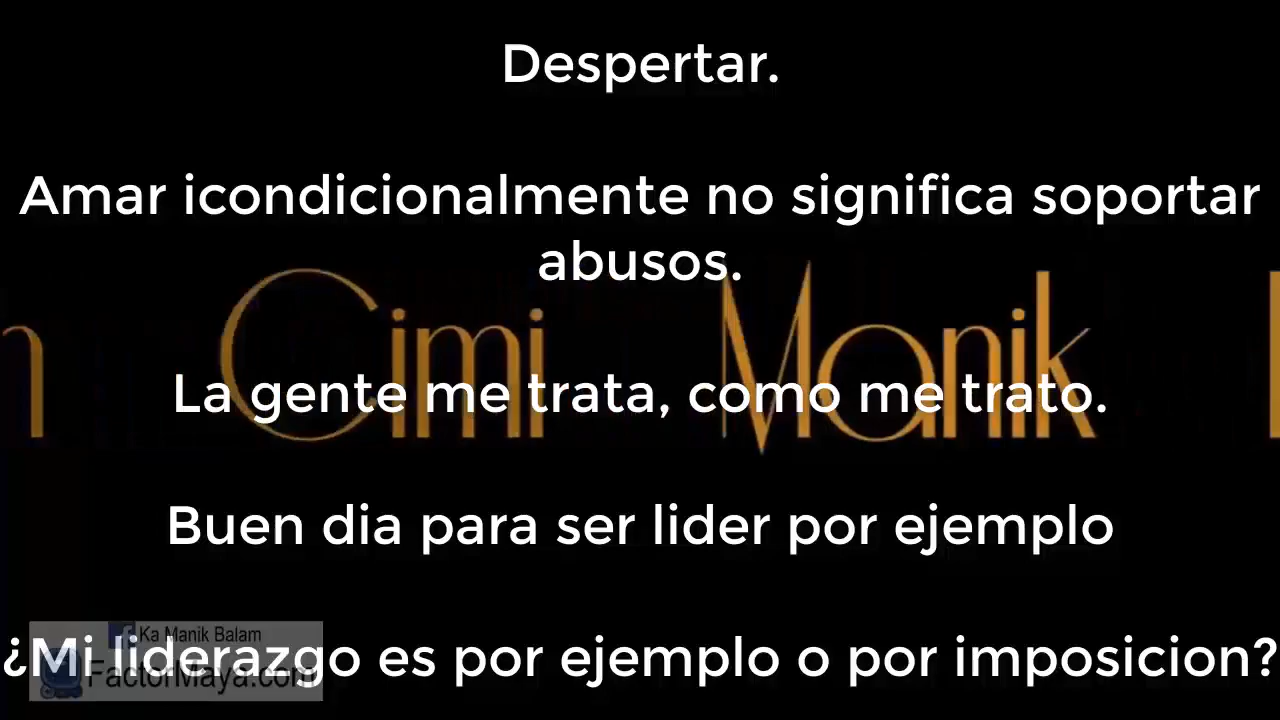 Despertar.
Amar icondicionalmente no significa soportar
abusos.
Cimi Manik
La gente me trata, como me trato.
Buen dia para ser lider por ejemplo
Ka Manik Balam
¿Mi liderazgo es por ejemplo o por imposicion?
FactorMaya.com